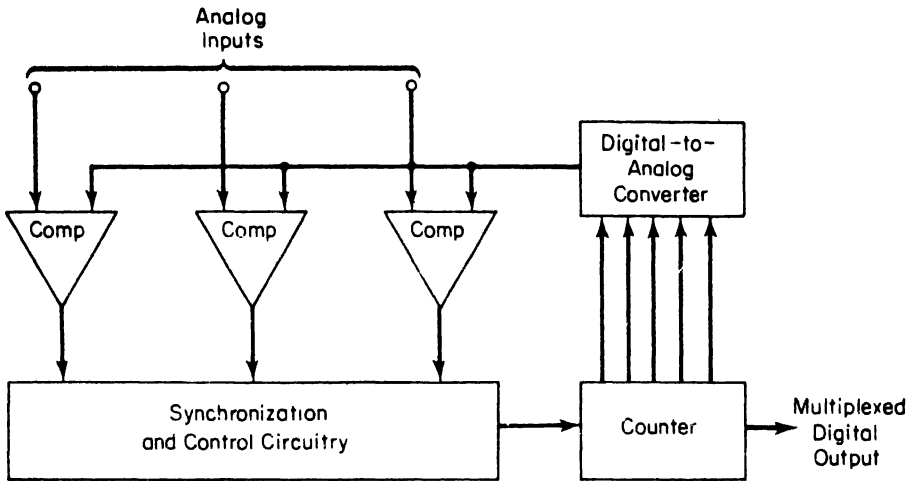 Analog
Inputs
Digital-to-
Analog
Converter
Comp
Comp
Comp
Synchronization
and Control Circuitry
Counter
Multiplexed
Digital
Output